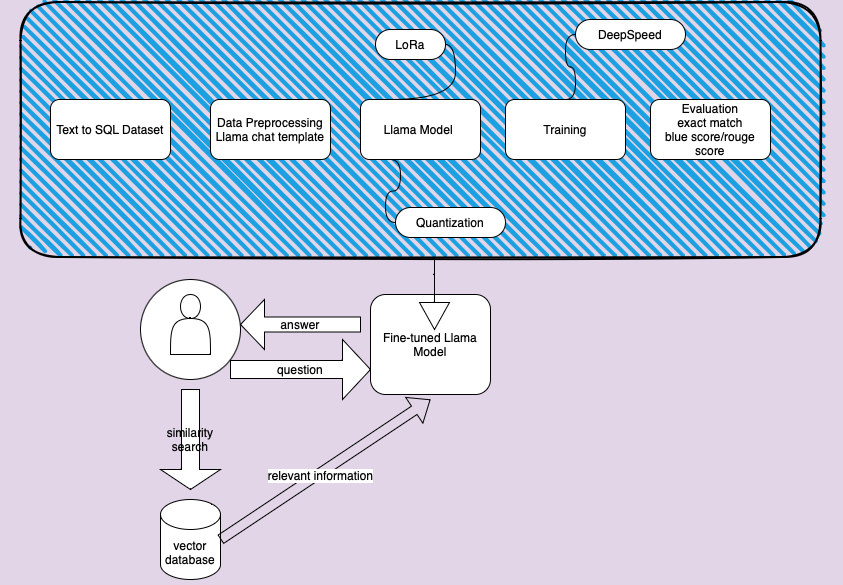 DeepSpeed
LoRa
Text to SQL Dataset
Data Preprocessing
Llama chat template
Llama Model
Training
Evaluation
exact match
blue score/rouge
score
Quantization
answer
question
Fine-tuned Llama
Model
similarity
search
relevant information
vector
database